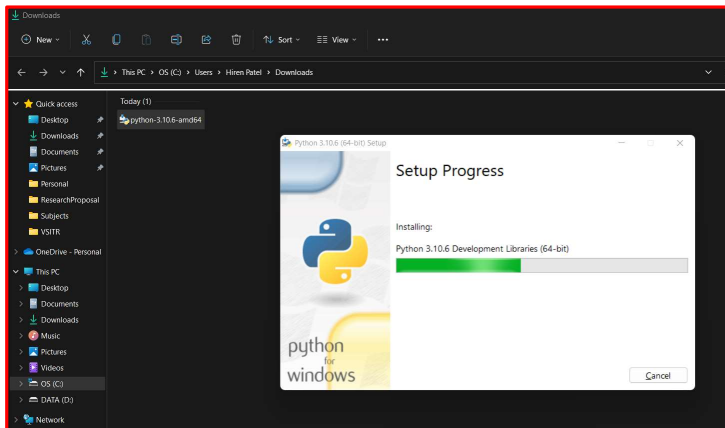 Downloads
New
Sort
View
This PC > OS (C:) > Users > Hiren Patel > Downloads
Quick access
Desktop
Downloads
Documents
Pictures
Personal
ResearchProposal
Subjects
VSITR
OneDrive - Personal
This PC
Desktop
Documents
Downloads
Music
Pictures
Videos
OS (C:)
DATA (D:)
Network
Today (1)
python-3.10.6-amd64
Python 3.10.6 (64-bit) Setup
Setup Progress
Installing:
Python 3.10.6 Development Libraries (64-bit)
python
for
windows
Cancel